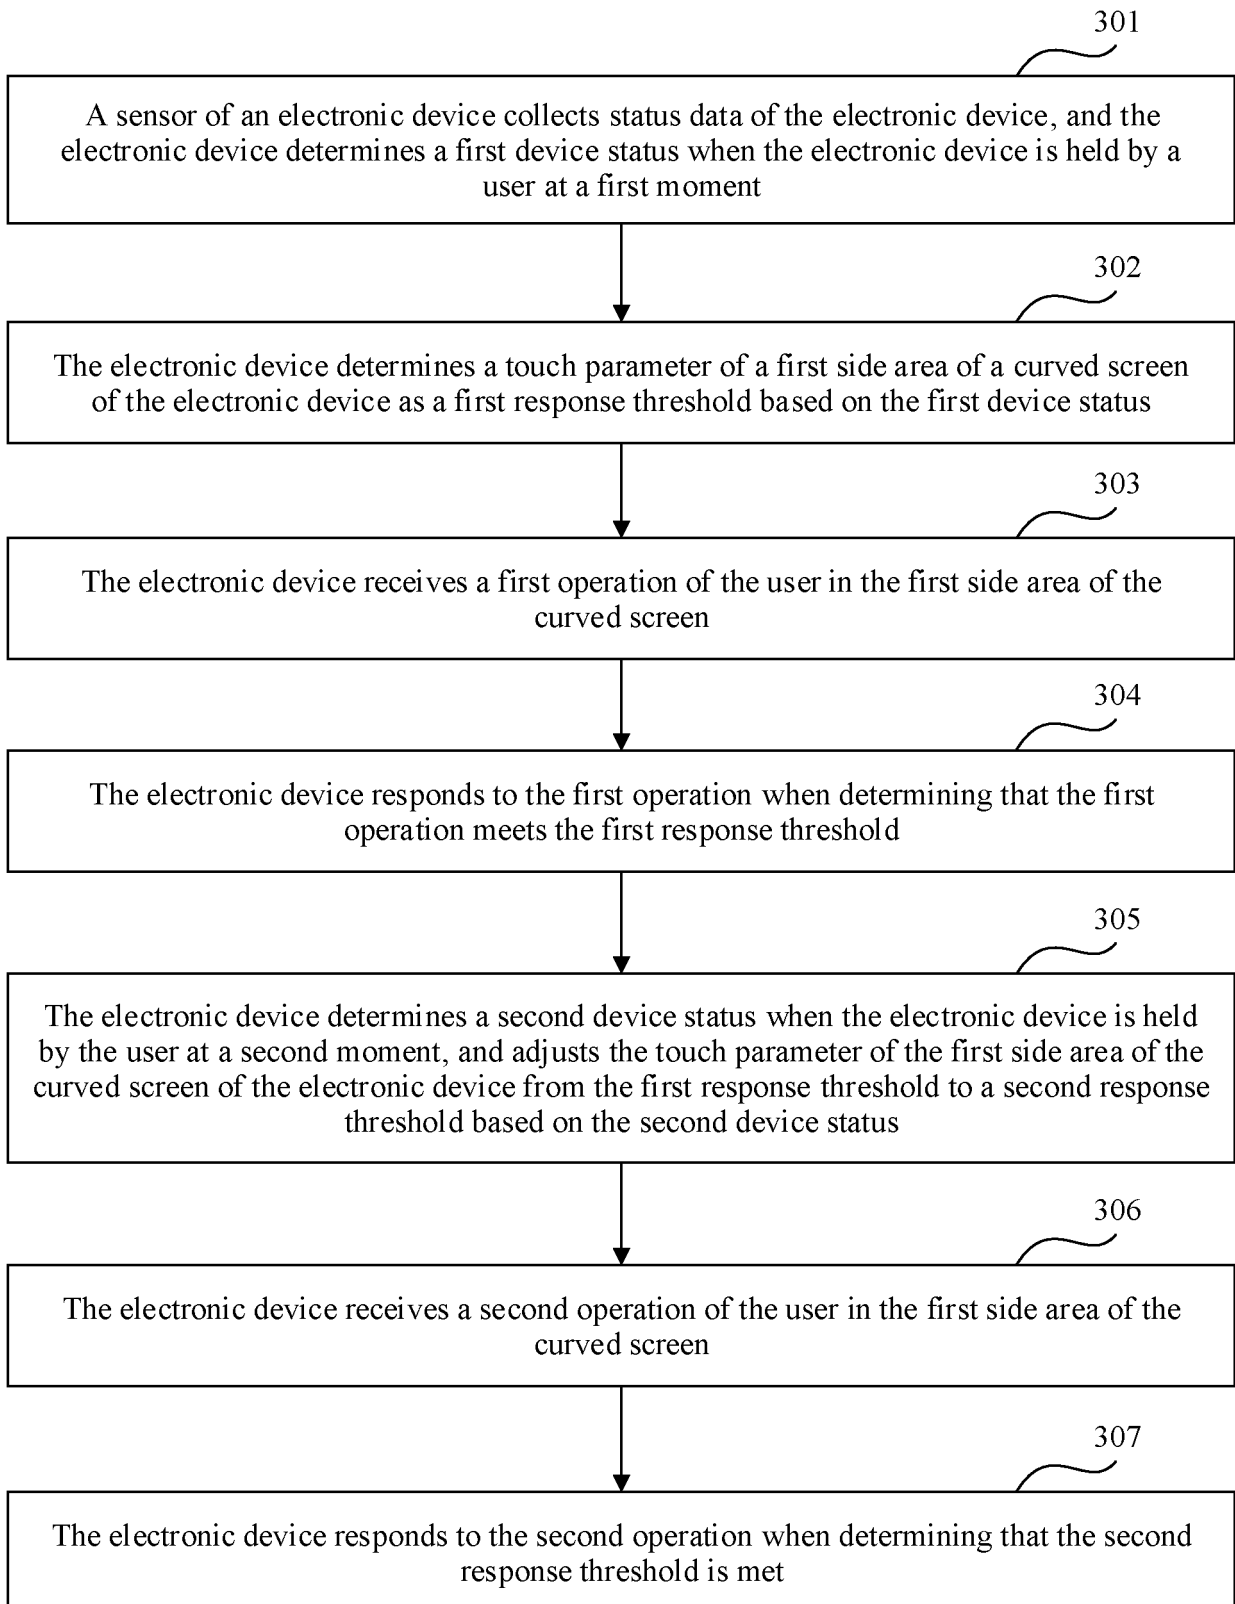 301
A sensor of an electronic device collects status data of the electronic device, and the
electronic device determines a first device status when the electronic device is held by a
user at a first moment
302
The electronic device determines a touch parameter of a first side area of a curved screen
of the electronic device as a first response threshold based on the first device status
303
The electronic device receives a first operation of the user in the first side area of the
curved screen
304
The electronic device responds to the first operation when determining that the first
operation meets the first response threshold
305
The electronic device determines a second device status when the electronic device is held
by the user at a second moment, and adjusts the touch parameter of the first side area of the
curved screen of the electronic device from the first response threshold to a second response
threshold based on the second device status
306
The electronic device receives a second operation of the user in the first side area of the
curved screen
307
The electronic device responds to the second operation when determining that the second
response threshold is met